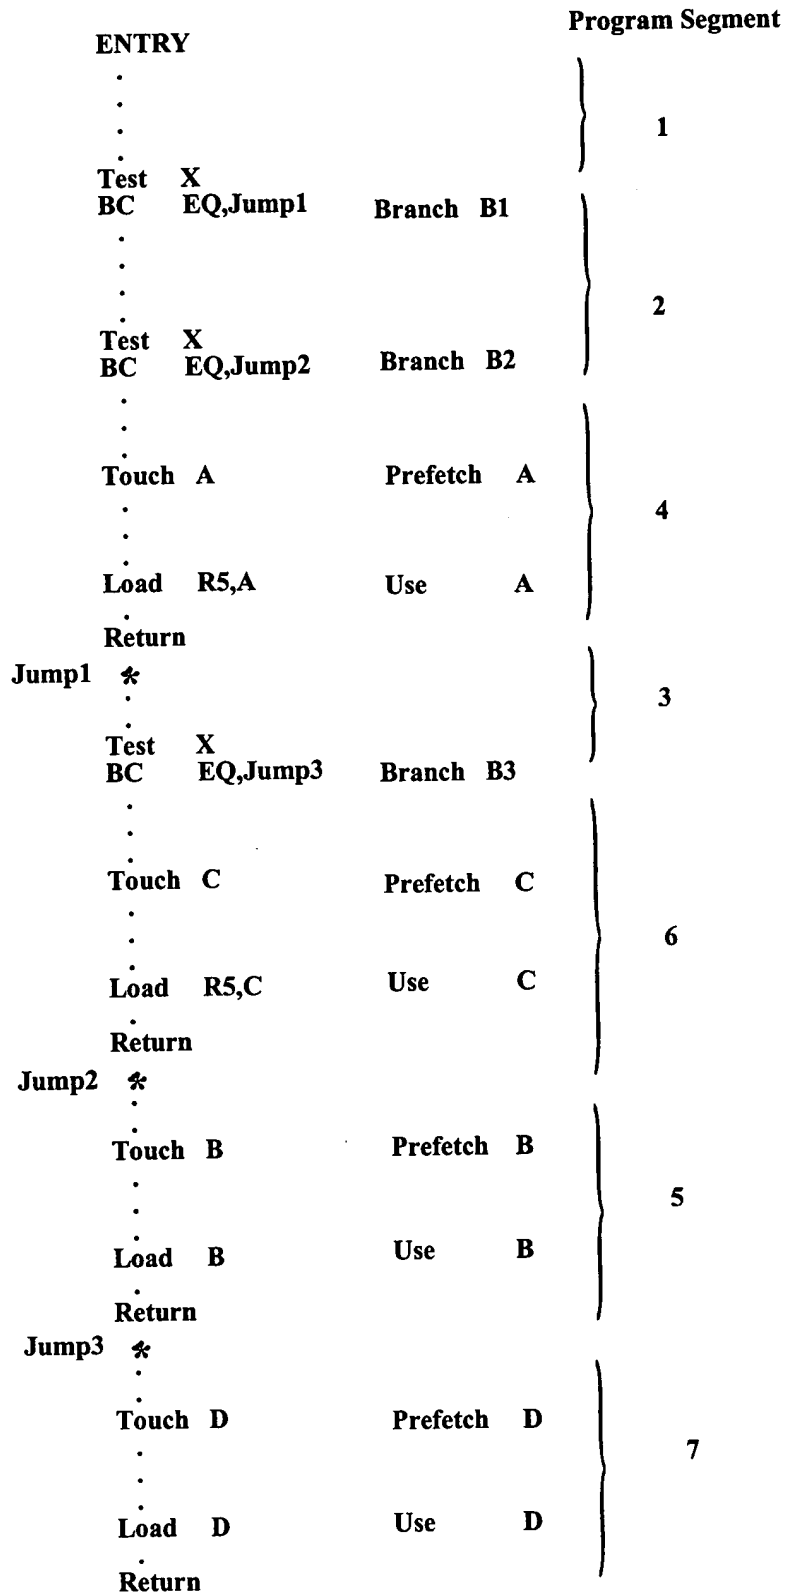 Program Segment
ENTRY
1
Test X
BC EQ,Jump1 Branch B1
2
Test X
BC EQ,Jump2 Branch B2
Touch A Prefetch A
4
Load R5,A Use A
Return
Jump1 *
3
Test X
BC EQ,Jump3 Branch B3
Touch C Prefetch C
6
Load R5,C Use C
Return
Jump2 *
Touch B Prefetch B
5
Load B Use B
Return
Jump3 *
Touch D Prefetch D
7
Load D Use D
Return